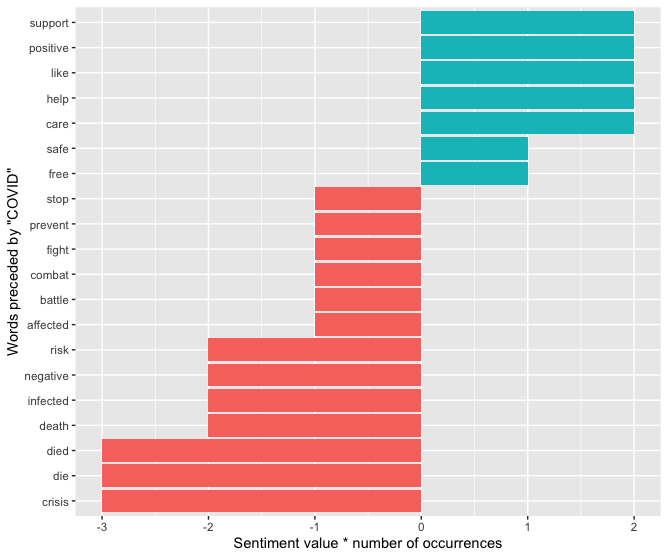 Words preceded by "COVID"
support
positive
like
help
care
safe
free
stop
prevent
fight
combat
battle
affected
risk
negative
infected
death
died
die
crisis
-3 -2 -1 0 1 2
Sentiment value * number of occurrences